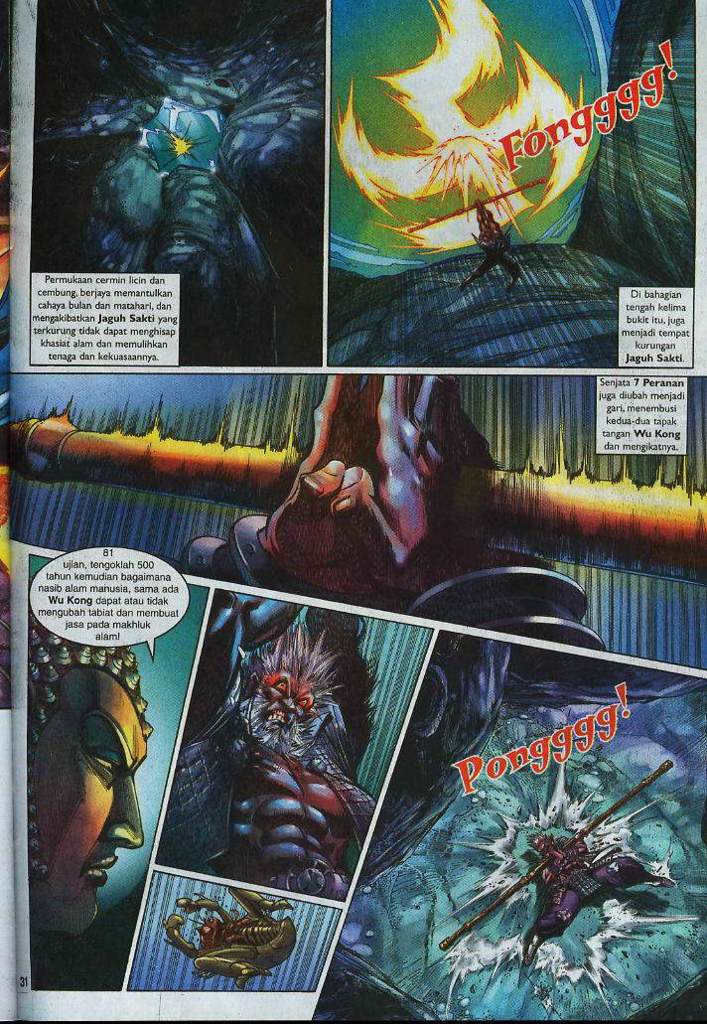 Permukaan cermin licin dan
cembung, berjaya memantulkan
cahaya bulan dan matahari, dan
mengakibatkan Jaguh Sakti yang
terkurung tidak dapat menghisap
khasiat alam dan memulihkan
tenaga dan kekuasaannya.
Fongggg!
Di bahagian
tengah kelima
bukit itu, juga
menjadi tempat
kurungan
Jaguh Sakti.
Senjata 7 Peranan
juga diubah menjadi
gari, menembusi
kedua-dua tapak
tangan Wu Kong
dan mengikatnya.
81
ujian, tengoklah 500
tahun kemudian bagaimana
nasib alam manusia, sama ada
Wu Kong dapat atau tidak
mengubah tabiat dan membuat
jasa pada makhluk
alam!
Pongggg!
31